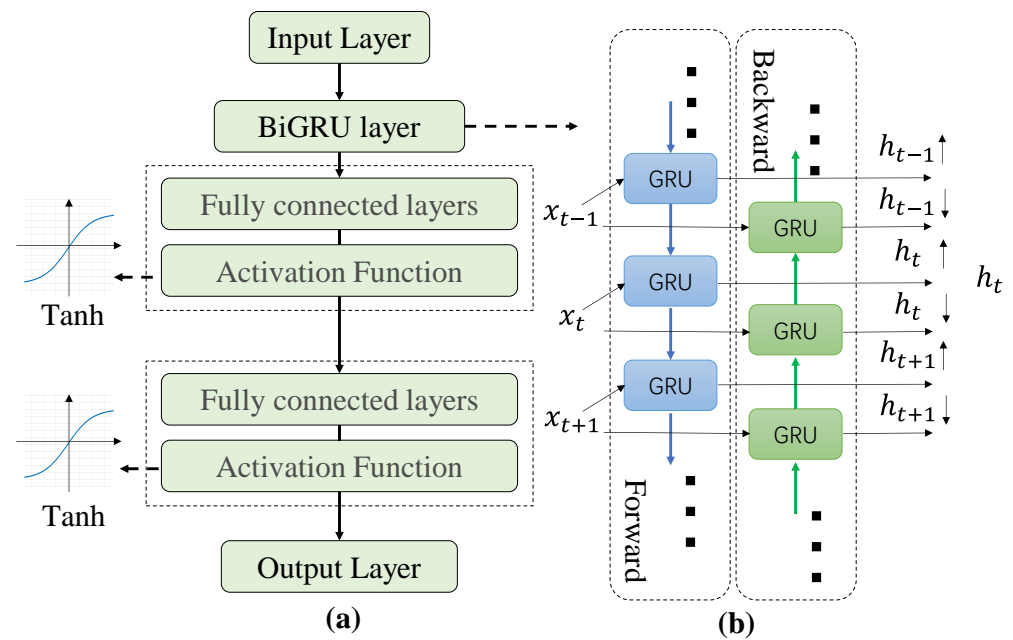 Input Layer
BiGRU layer
Fully connected layers
Activation Function
Tanh
Fully connected layers
Activation Function
Tanh
Output Layer
(a)
Forward
Backward
GRU
GRU
GRU
GRU
GRU
GRU
x_{t−1}
x_t
x_{t+1}
h_{t−1} ↑
h_{t−1} ↓
h_t ↑
h_t ↓
h_{t+1} ↑
h_{t+1} ↓
h_t
(b)